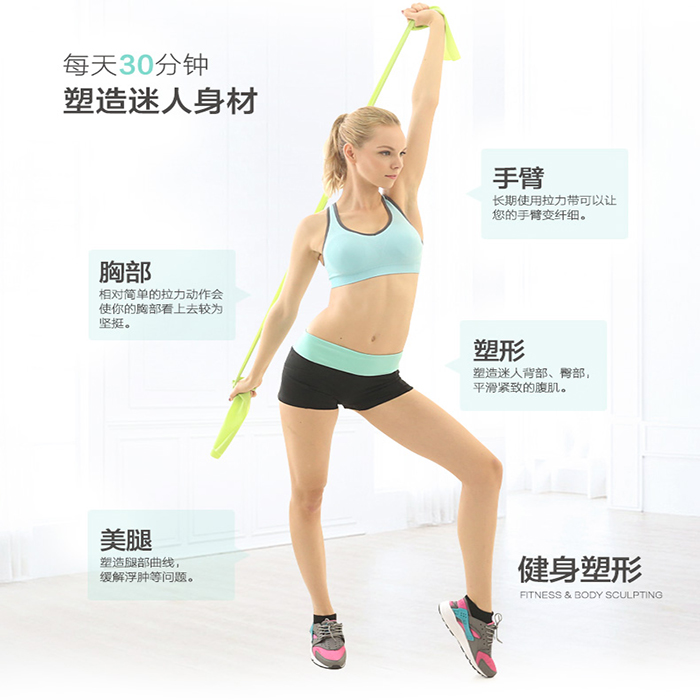 每天30分钟
塑造迷人身材
手臂
长期使用拉力带可以让
您的手臂变纤细。
胸部
相对简单的拉力动作会
使你的胸部看上去较为
坚挺。
塑形
塑造迷人背部、臀部，
平滑紧致的腹肌。
美腿
塑造腿部曲线，
缓解浮肿等问题。
健身塑形
FITNESS & BODY SCULPTING